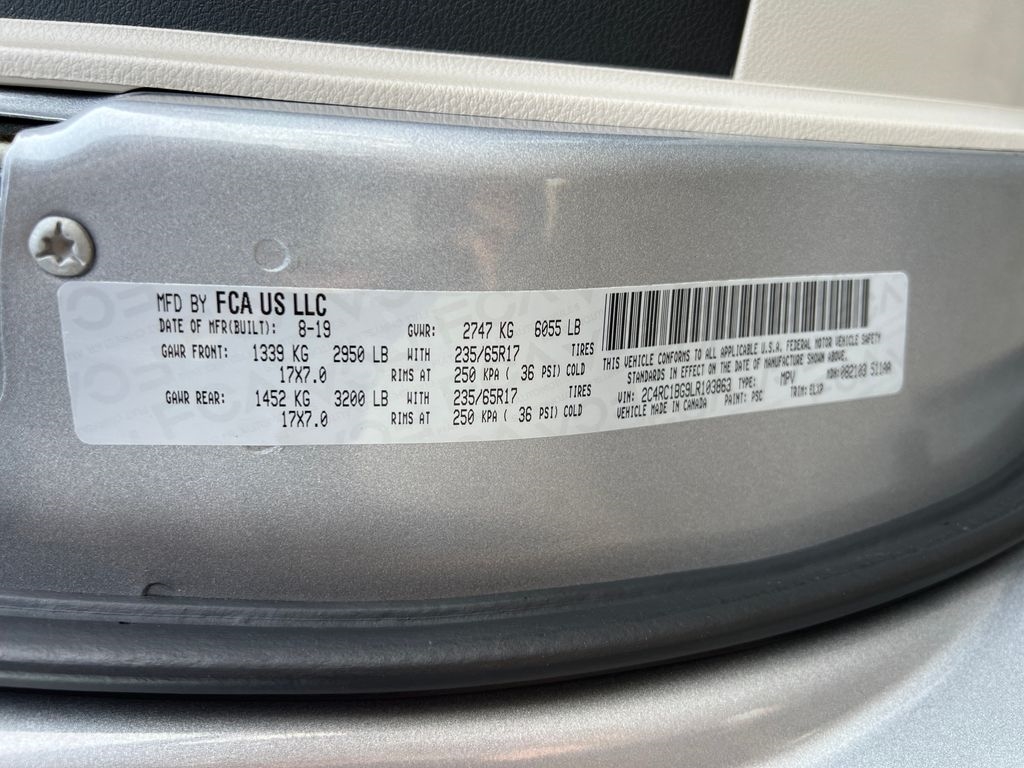 MFD BY FCA US LLC
DATE OF MFR(BUILT): 8-19 GVWR: 2747 KG 6055 LB
GAWR FRONT: 1339 KG 2950 LB WITH 235/65R17 TIRES
17X7.0 RIMS AT 250 KPA ( 36 PSI) COLD
GAWR REAR: 1452 KG 3200 LB WITH 235/65R17 TIRES
17X7.0 RIMS AT 250 KPA ( 36 PSI) COLD
THIS VEHICLE CONFORMS TO ALL APPLICABLE U.S.A. FEDERAL MOTOR VEHICLE SAFETY
STANDARDS IN EFFECT ON THE DATE OF MANUFACTURE SHOWN ABOVE.
VIN: 2C4RC1BG9LR103863 TYPE: MPV MDH: 082103 511AA
VEHICLE MADE IN CANADA PAINT: PSC TRIM: ELXP